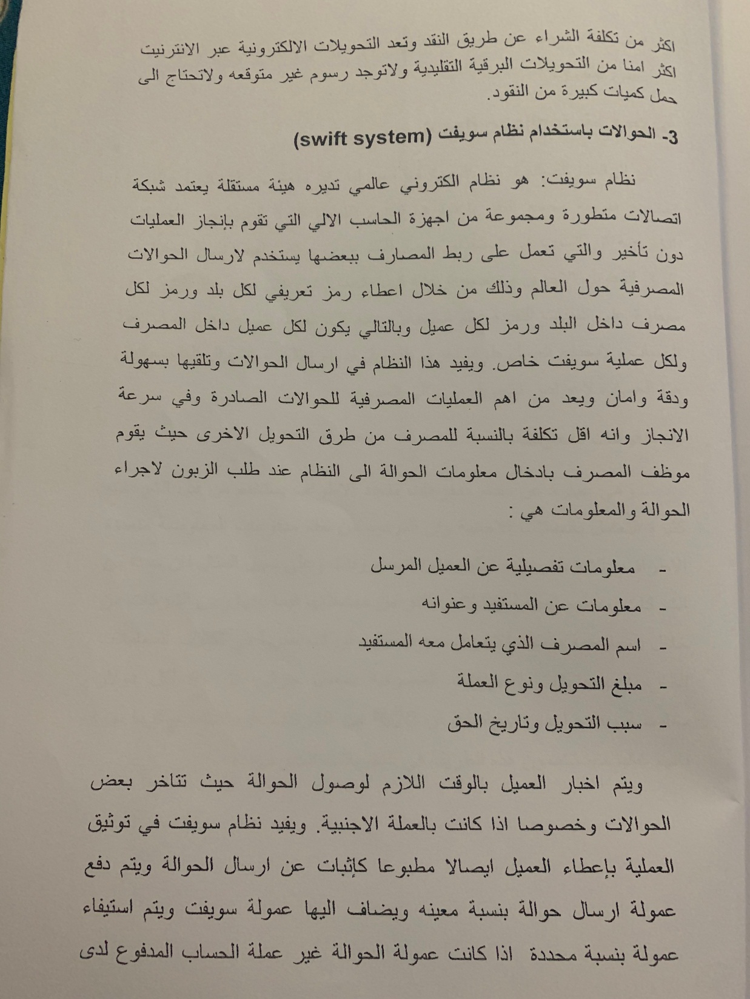 اكثر من تكلفة الشراء عن طريق النقد وتعد التحويلات الالكترونية عبر الانترنيت
اكثر امنا من التحويلات البرقية التقليدية ولاتوجد رسوم غير متوقعه ولاتحتاج الى
حمل كميات كبيرة من النقود.
3- الحوالات باستخدام نظام سويفت (swift system)
نظام سويفت: هو نظام الكتروني عالمي تديره هيئة مستقلة يعتمد شبكة
اتصالات متطورة ومجموعة من اجهزة الحاسب الالي التي تقوم بإنجاز العمليات
دون تأخير والتي تعمل على ربط المصارف ببعضها يستخدم لارسال الحوالات
المصرفية حول العالم وذلك من خلال اعطاء رمز تعريفي لكل بلد ورمز لكل
مصرف داخل البلد ورمز لكل عميل وبالتالي يكون لكل عميل داخل المصرف
ولكل عملية سويفت خاص. ويفيد هذا النظام في ارسال الحوالات وتلقيها بسهولة
ودقة وامان ويعد من اهم العمليات المصرفية للحوالات الصادرة وفي سرعة
الانجاز وانه اقل تكلفة بالنسبة للمصرف من طرق التحويل الاخرى حيث يقوم
موظف المصرف بادخال معلومات الحوالة الى النظام عند طلب الزبون لاجراء
الحوالة والمعلومات هي :
- معلومات تفصيلية عن العميل المرسل
- معلومات عن المستفيد وعنوانه
- اسم المصرف الذي يتعامل معه المستفيد
- مبلغ التحويل ونوع العملة
- سبب التحويل وتاريخ الحق
ويتم اخبار العميل بالوقت اللازم لوصول الحوالة حيث تتاخر بعض
الحوالات وخصوصا اذا كانت بالعملة الاجنبية. ويفيد نظام سويفت في توثيق
العملية بإعطاء العميل ايصالا مطبوعا كإثبات عن ارسال الحوالة ويتم دفع
عمولة ارسال حوالة بنسبة معينه ويضاف اليها عمولة سويفت ويتم استيفاء
عمولة بنسبة محددة اذا كانت عمولة الحوالة غير عملة الحساب المدفوع لدى